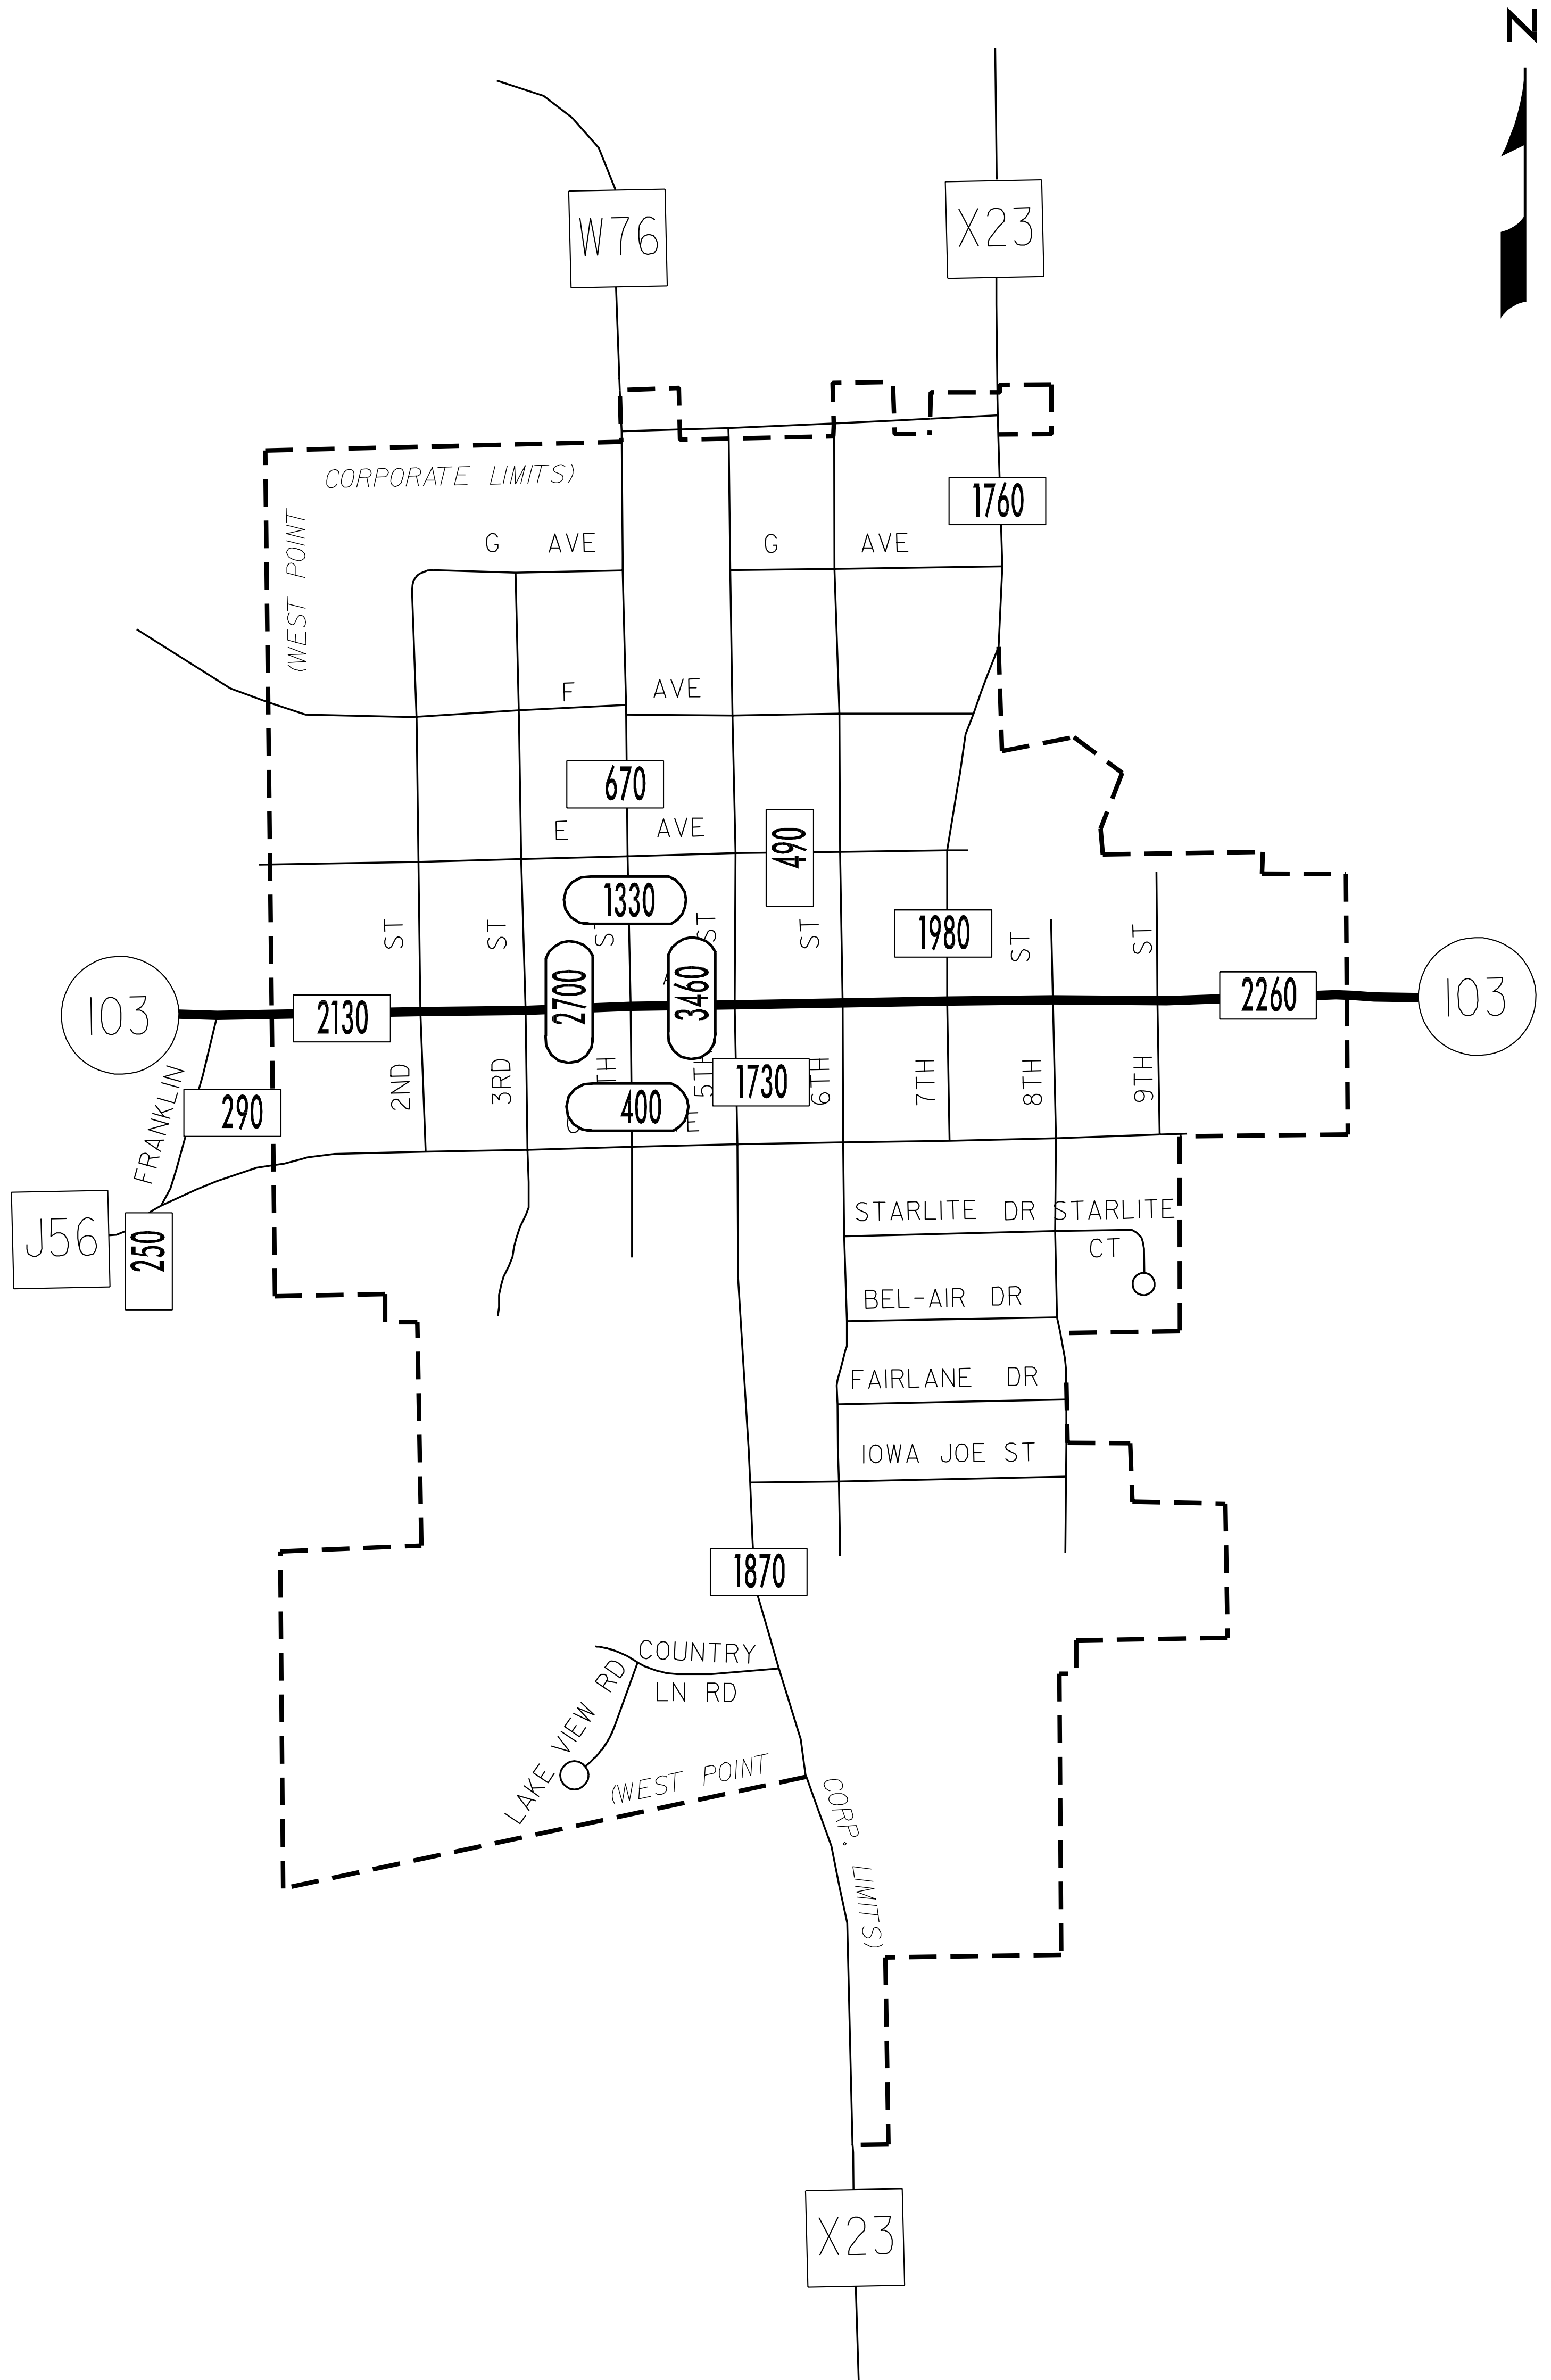 N
W76
X23
CORPORATE LIMITS)
(WEST POINT
1760
G AVE
G AVE
F AVE
670
E AVE
490
1330
ST
ST
ST
ST
1980
ST
ST
103
2130
2700
3460
2260
103
FRANKLIN
290
2ND
3RD
TH
1730
6TH
7TH
8TH
9TH
400
J56
250
STARLITE DR
STARLITE
CT
BEL-AIR DR
FAIRLANE DR
IOWA JOE ST
1870
COUNTRY
LN RD
LAKE VIEW RD
(WEST POINT
CORP. LIMITS)
X23